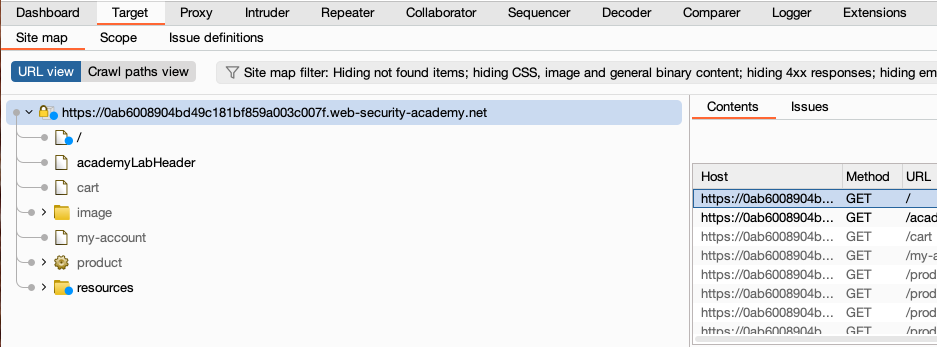 Dashboard Target Proxy Intruder Repeater Collaborator Sequencer Decoder Comparer Logger Extensions
Site map Scope Issue definitions
URL view Crawl paths view Site map filter: Hiding not found items; hiding CSS, image and general binary content; hiding 4xx responses; hiding em
https://0ab6008904bd49c181bf859a003c007f.web-security-academy.net
/
academyLabHeader
cart
image
my-account
product
resources
Contents Issues
Host Method URL
https://0ab6008904b... GET /
https://0ab6008904b... GET /acad
https://0ab6008904b... GET /cart
https://0ab6008904b... GET /my-a
https://0ab6008904b... GET /prod
https://0ab6008904b... GET /prod
https://0ab6008904b... GET /prod
https://0ab6008904b... GET /prod